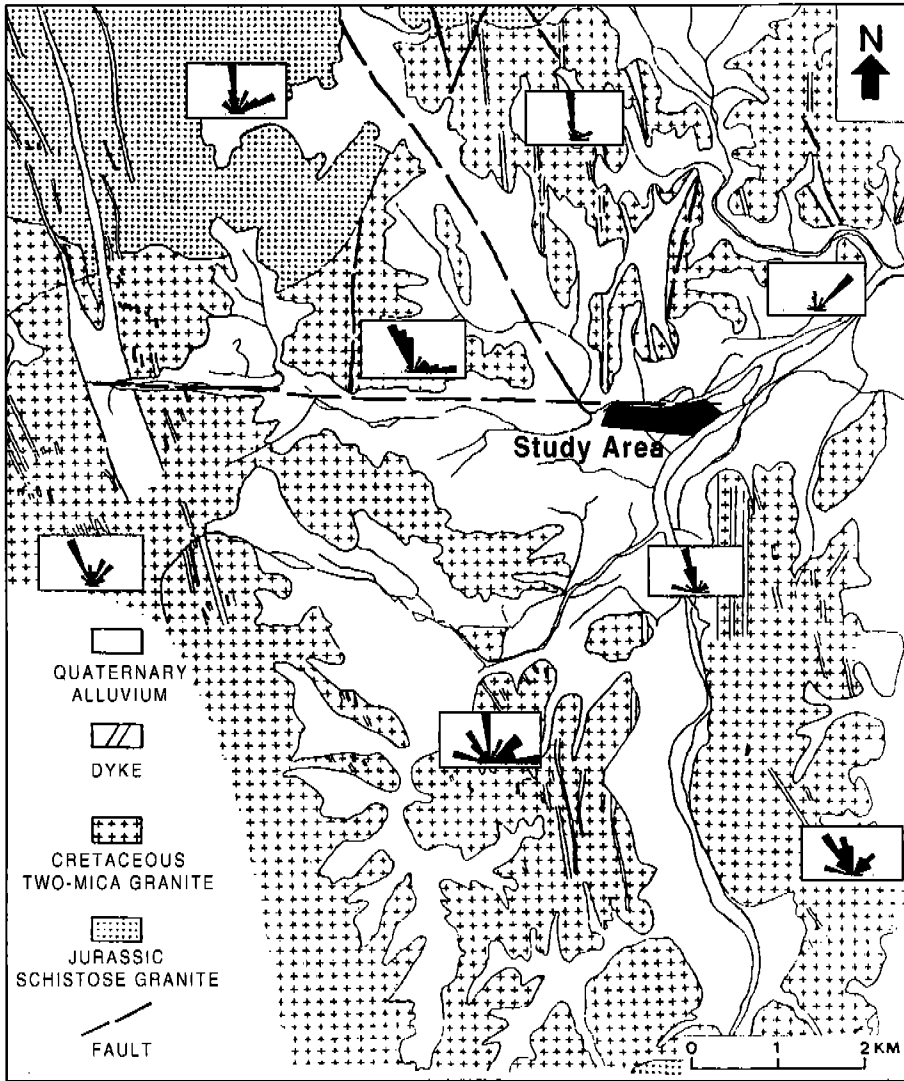 N
Study Area
QUATERNARY
ALLUVIUM
DYKE
CRETACEOUS
TWO-MICA GRANITE
JURASSIC
SCHISTOSE GRANITE
FAULT
0 1 2 KM